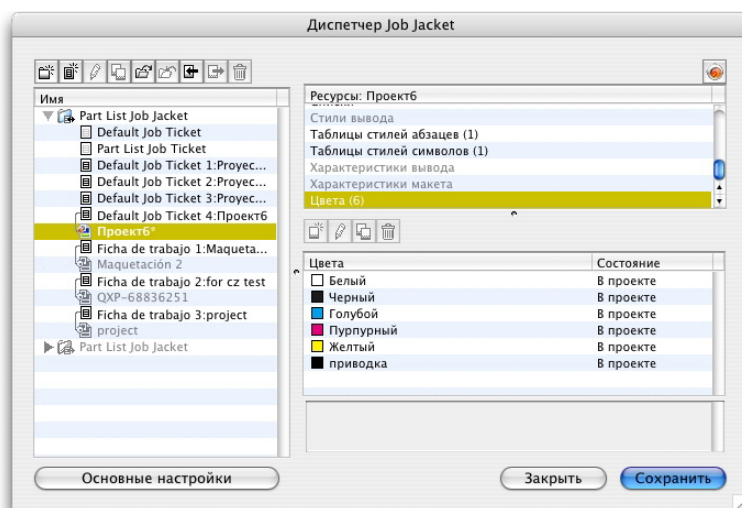 Диспетчер Job Jacket
Имя
Part List Job Jacket
Default Job Ticket
Part List Job Ticket
Default Job Ticket 1:Proyec...
Default Job Ticket 2:Proyec...
Default Job Ticket 3:Proyec...
Default Job Ticket 4:Проект6
Проект6*
Ficha de trabajo 1:Maqueta...
Maquetación 2
Ficha de trabajo 2:for cz test
QXP-68836251
Ficha de trabajo 3:project
project
Part List Job Jacket
Ресурсы: Проект6
Стили вывода
Таблицы стилей абзацев (1)
Таблицы стилей символов (1)
Характеристики вывода
Характеристики макета
Цвета (6)
Цвета Состояние
Белый В проекте
Черный В проекте
Голубой В проекте
Пурпурный В проекте
Желтый В проекте
приводка В проекте
Основные настройки
Закрыть
Сохранить